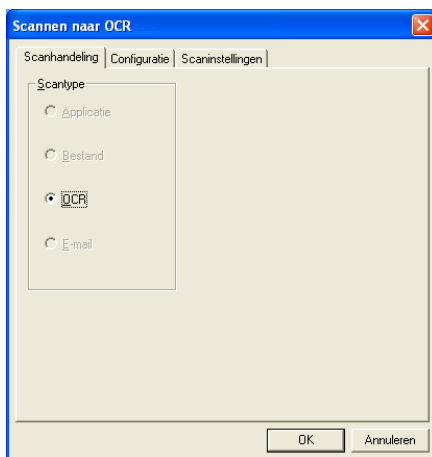 Scannen naar OCR
Scanhandeling Configuratie Scaninstellingen
Scantype
Applicatie
Bestand
OCR
E-mail
OK Annuleren